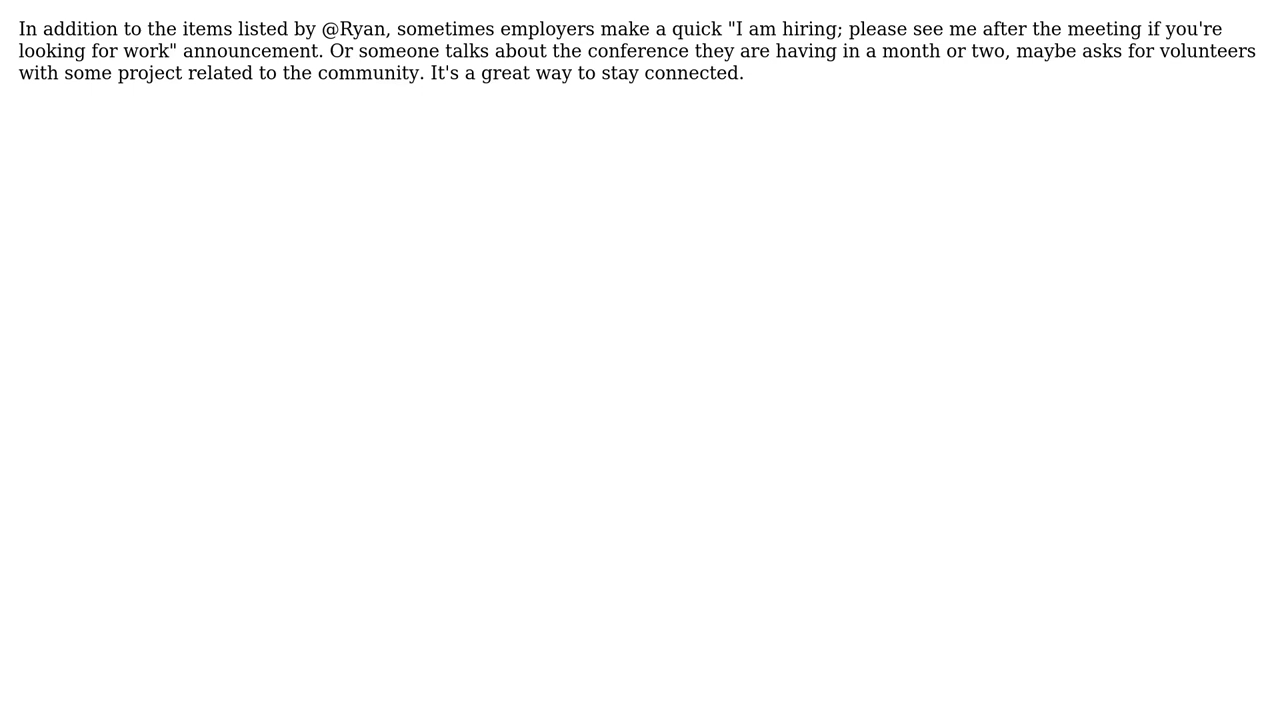 In addition to the items listed by @Ryan, sometimes employers make a quick "I am hiring; please see me after the meeting if you're
looking for work" announcement. Or someone talks about the conference they are having in a month or two, maybe asks for volunteers
with some project related to the community. It's a great way to stay connected.